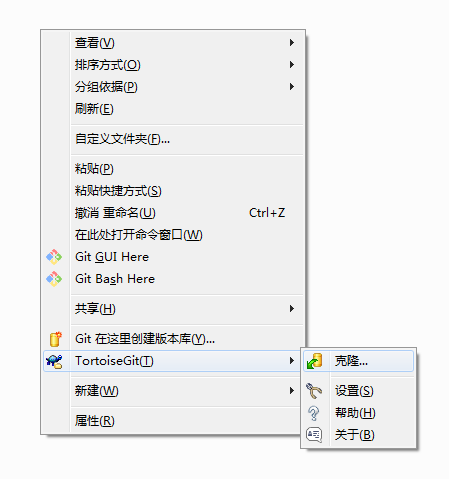 查看(V)
排序方式(O)
分组依据(P)
刷新(E)
自定义文件夹(F)...
粘贴(P)
粘贴快捷方式(S)
撤消 重命名(U) Ctrl+Z
在此处打开命令窗口(W)
Git GUI Here
Git Bash Here
共享(H)
Git 在这里创建版本库(Y)...
TortoiseGit(T)
克隆...
新建(W)
设置(S)
帮助(H)
属性(R)
关于(B)